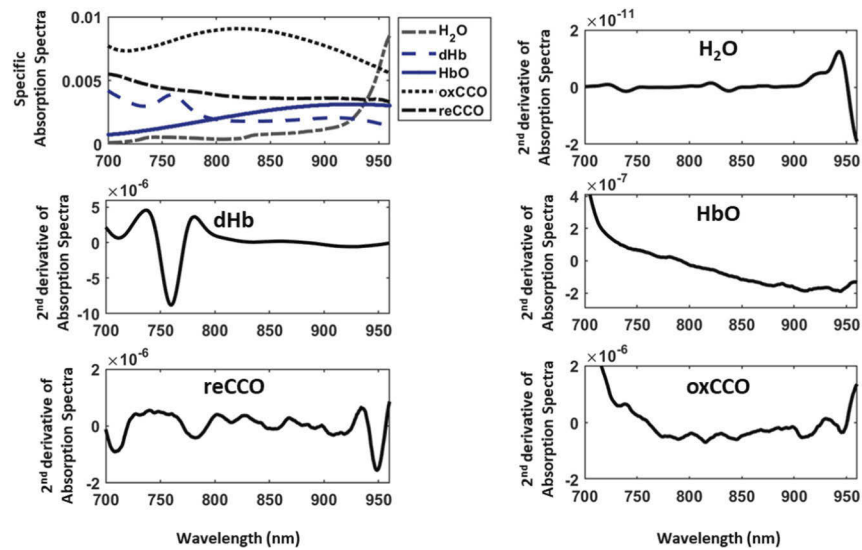 Specific
Absorption Spectra
0.01
0.005
0
700 750 800 850 900 950
H₂O
dHb
HbO
oxCCO
reCCO
2ⁿᵈ derivative of
Absorption Spectra
×10⁻¹¹
H₂O
2
0
-2
700 750 800 850 900 950
2ⁿᵈ derivative of
Absorption Spectra
×10⁻⁶
dHb
5
0
-5
-10
700 750 800 850 900 950
2ⁿᵈ derivative of
Absorption Spectra
×10⁻⁷
HbO
4
2
0
-2
700 750 800 850 900 950
2ⁿᵈ derivative of
Absorption Spectra
×10⁻⁶
reCCO
2
0
-2
700 750 800 850 900 950
Wavelength (nm)
2ⁿᵈ derivative of
Absorption Spectra
×10⁻⁶
oxCCO
2
0
-2
700 750 800 850 900 950
Wavelength (nm)